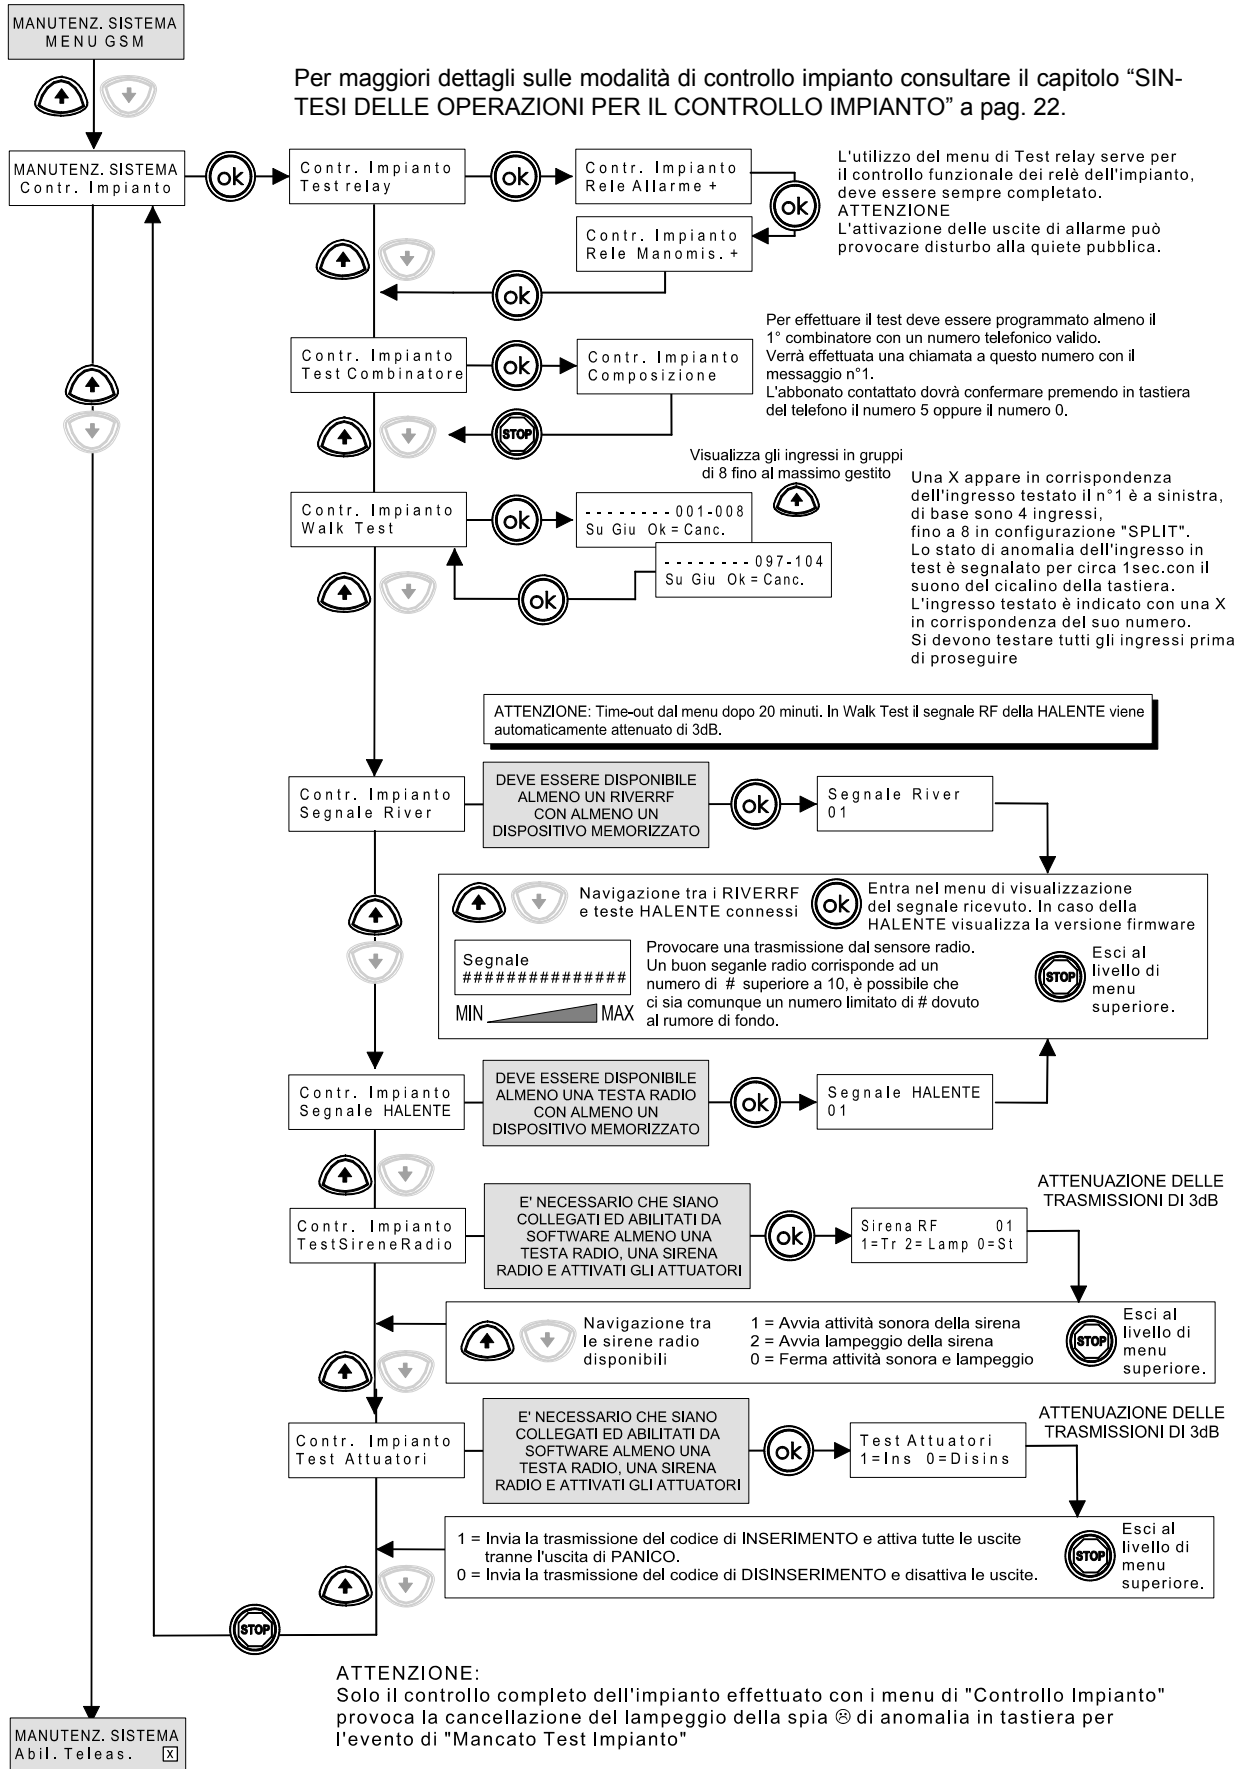 MANUTENZ. SISTEMA
MENU GSM
Per maggiori dettagli sulle modalità di controllo impianto consultare il capitolo “SIN-
TESI DELLE OPERAZIONI PER IL CONTROLLO IMPIANTO” a pag. 22.
MANUTENZ. SISTEMA
Contr. Impianto
ok
Contr. Impianto
Test relay
ok
Contr. Impianto
Rele Allarme +
ok
Contr. Impianto
Rele Manomis. +
ok
L'utilizzo del menu di Test relay serve per
il controllo funzionale dei relè dell'impianto,
deve essere sempre completato.
ATTENZIONE
L'attivazione delle uscite di allarme può
provocare disturbo alla quiete pubblica.
Contr. Impianto
Test Combinatore
ok
Contr. Impianto
Composizione
STOP
Per effettuare il test deve essere programmato almeno il
1° combinatore con un numero telefonico valido.
Verrà effettuata una chiamata a questo numero con il
messaggio n°1.
L'abbonato contattato dovrà confermare premendo in tastiera
del telefono il numero 5 oppure il numero 0.
Visualizza gli ingressi in gruppi
di 8 fino al massimo gestito
Contr. Impianto
Walk Test
ok
- - - - - - - - 001-008
Su Giu Ok = Canc.
- - - - - - - - 097-104
Su Giu Ok = Canc.
ok
Una X appare in corrispondenza
dell'ingresso testato il n°1 è a sinistra,
di base sono 4 ingressi,
fino a 8 in configurazione "SPLIT".
Lo stato di anomalia dell'ingresso in
test è segnalato per circa 1sec.con il
suono del cicalino della tastiera.
L'ingresso testato è indicato con una X
in corrispondenza del suo numero.
Si devono testare tutti gli ingressi prima
di proseguire
ATTENZIONE: Time-out dal menu dopo 20 minuti. In Walk Test il segnale RF della HALENTE viene
automaticamente attenuato di 3dB.
Contr. Impianto
Segnale River
DEVE ESSERE DISPONIBILE
ALMENO UN RIVERRF
CON ALMENO UN
DISPOSITIVO MEMORIZZATO
ok
Segnale River
01
Navigazione tra i RIVERRF
e teste HALENTE connessi
ok
Entra nel menu di visualizzazione
del segnale ricevuto. In caso della
HALENTE visualizza la versione firmware
Segnale
###############
MIN
MAX
Provocare una trasmissione dal sensore radio.
Un buon seganle radio corrisponde ad un
numero di # superiore a 10, è possibile che
ci sia comunque un numero limitato di # dovuto
al rumore di fondo.
STOP
Esci al
livello di
menu
superiore.
Contr. Impianto
Segnale HALENTE
DEVE ESSERE DISPONIBILE
ALMENO UNA TESTA RADIO
CON ALMENO UN
DISPOSITIVO MEMORIZZATO
ok
Segnale HALENTE
01
ATTENUAZIONE DELLE
TRASMISSIONI DI 3dB
Contr. Impianto
TestSireneRadio
E' NECESSARIO CHE SIANO
COLLEGATI ED ABILITATI DA
SOFTWARE ALMENO UNA
TESTA RADIO, UNA SIRENA
RADIO E ATTIVATI GLI ATTUATORI
ok
Sirena RF 01
1=Tr 2= Lamp 0=St
Navigazione tra
le sirene radio
disponibili
1 = Avvia attività sonora della sirena
2 = Avvia lampeggio della sirena
0 = Ferma attività sonora e lampeggio
STOP
Esci al
livello di
menu
superiore.
ATTENUAZIONE DELLE
TRASMISSIONI DI 3dB
Contr. Impianto
Test Attuatori
E' NECESSARIO CHE SIANO
COLLEGATI ED ABILITATI DA
SOFTWARE ALMENO UNA
TESTA RADIO, UNA SIRENA
RADIO E ATTIVATI GLI ATTUATORI
ok
Test Attuatori
1=Ins 0=Disins
1 = Invia la trasmissione del codice di INSERIMENTO e attiva tutte le uscite
tranne l'uscita di PANICO.
0 = Invia la trasmissione del codice di DISINSERIMENTO e disattiva le uscite.
STOP
Esci al
livello di
menu
superiore.
STOP
ATTENZIONE:
Solo il controllo completo dell'impianto effettuato con i menu di "Controllo Impianto"
provoca la cancellazione del lampeggio della spia ☹ di anomalia in tastiera per
l'evento di "Mancato Test Impianto"
MANUTENZ. SISTEMA
Abil. Teleas. X